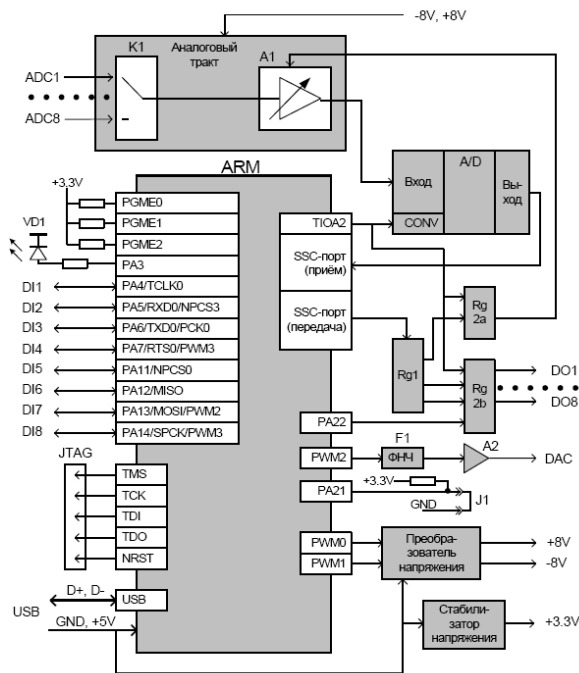 -8V, +8V
K1
Аналоговый
тракт
A1
ADC1
ADC8
ARM
+3.3V
PGME0
PGME1
PGME2
VD1
PA3
DI1
PA4/TCLK0
DI2
PA5/RXD0/NPCS3
DI3
PA6/TXD0/PCK0
DI4
PA7/RTS0/PWM3
DI5
PA11/NPCS0
DI6
PA12/MISO
DI7
PA13/MOSI/PWM2
DI8
PA14/SPCK/PWM3
JTAG
TMS
TCK
TDI
TDO
NRST
USB
D+, D-
USB
GND, +5V
TIOA2
SSC-порт
(приём)
SSC-порт
(передача)
A/D
Вход
Вы-
ход
CONV
Rg
2a
Rg1
Rg
2b
DO1
DO8
PA22
PWM2
F1
ФНЧ
A2
DAC
+3.3V
PA21
GND
J1
PWM0
PWM1
Преобра-
зователь
напряжения
+8V
-8V
Стабили-
затор
напряжения
+3.3V